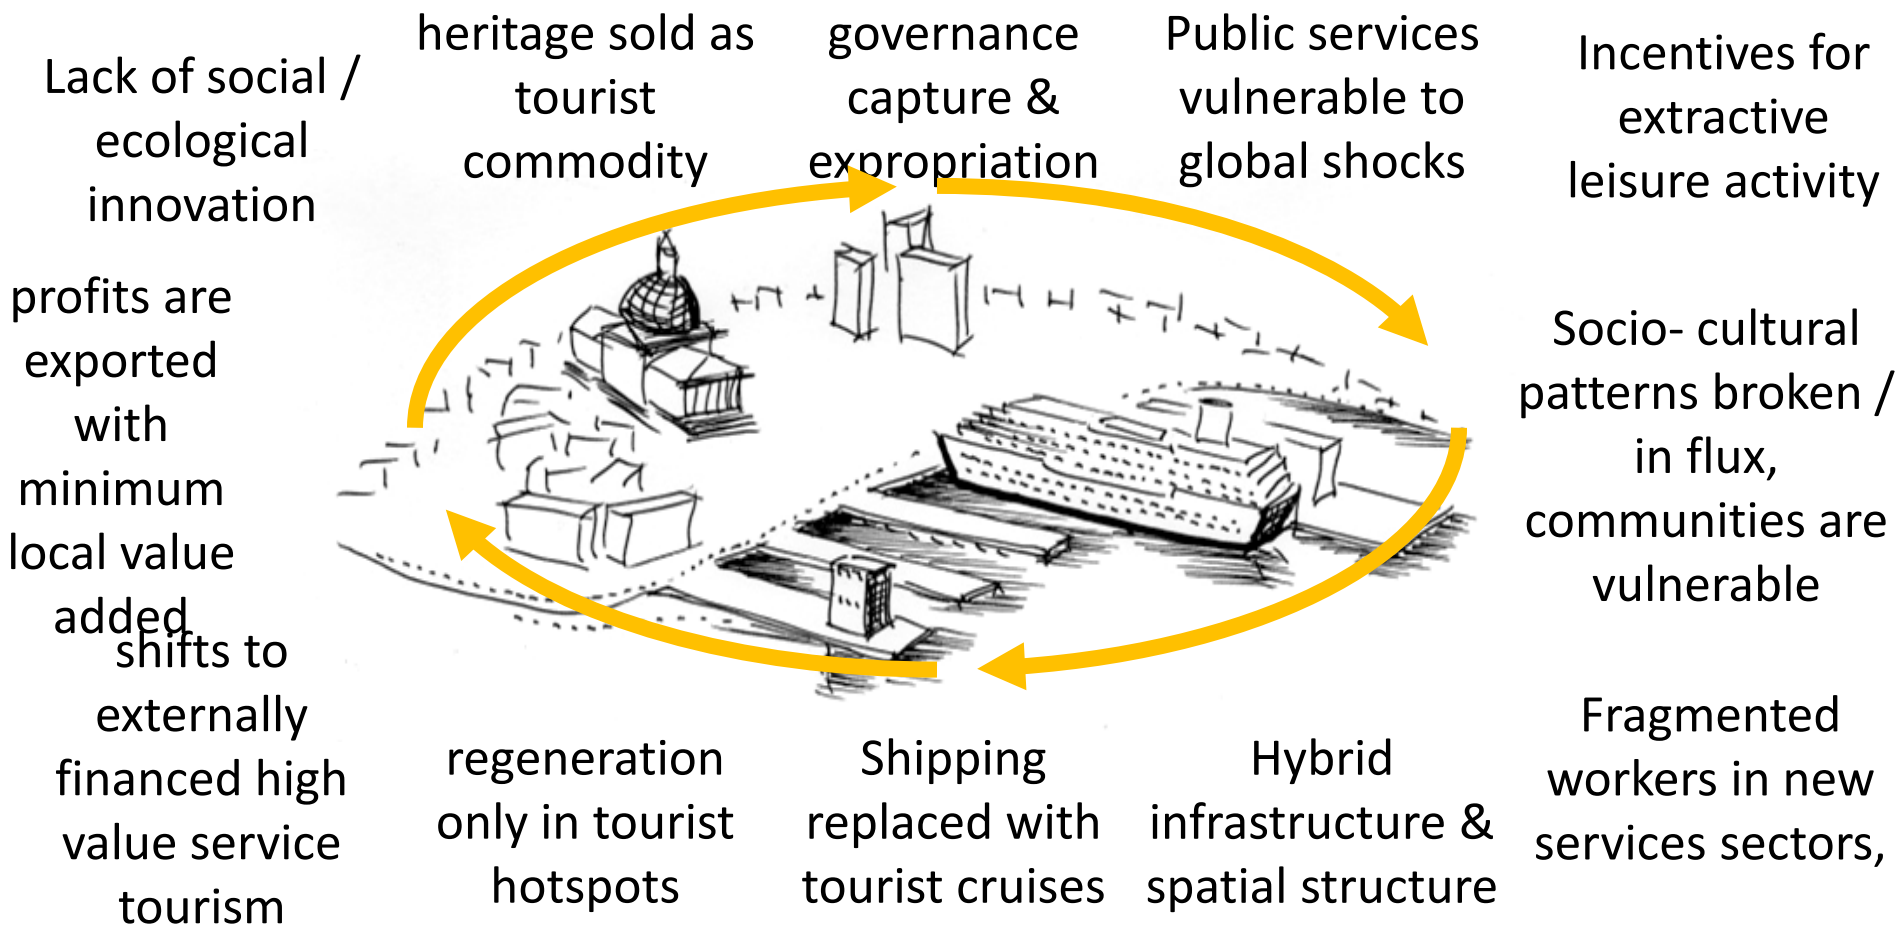 Lack of social /
ecological
innovation
heritage sold as
tourist
commodity
governance
capture &
expropriation
Public services
vulnerable to
global shocks
Incentives for
extractive
leisure activity
profits are
exported
with
minimum
local value
added
Socio- cultural
patterns broken /
in flux,
communities are
vulnerable
shifts to
externally
financed high
value service
tourism
regeneration
only in tourist
hotspots
Shipping
replaced with
tourist cruises
Hybrid
infrastructure &
spatial structure
Fragmented
workers in new
services sectors,